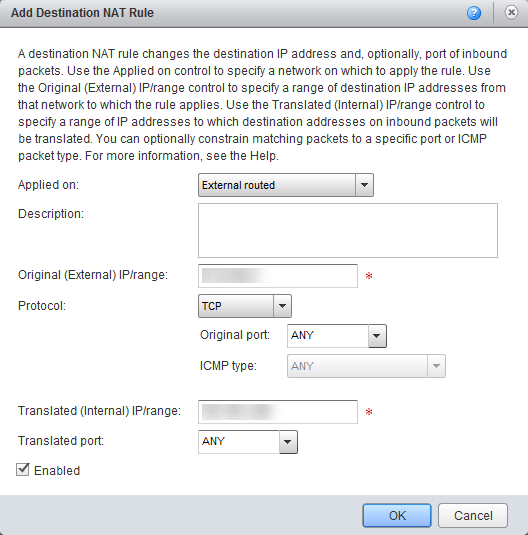 Add Destination NAT Rule
A destination NAT rule changes the destination IP address and, optionally, port of inbound
packets. Use the Applied on control to specify a network on which to apply the rule. Use
the Original (External) IP/range control to specify a range of destination IP addresses from
that network to which the rule applies. Use the Translated (Internal) IP/range control to
specify a range of IP addresses to which destination addresses on inbound packets will
be translated. You can optionally constrain matching packets to a specific port or ICMP
packet type. For more information, see the Help.
Applied on: External routed
Description:
Original (External) IP/range: *
Protocol: TCP
Original port: ANY
ICMP type: ANY
Translated (Internal) IP/range: *
Translated port: ANY
Enabled
OK Cancel